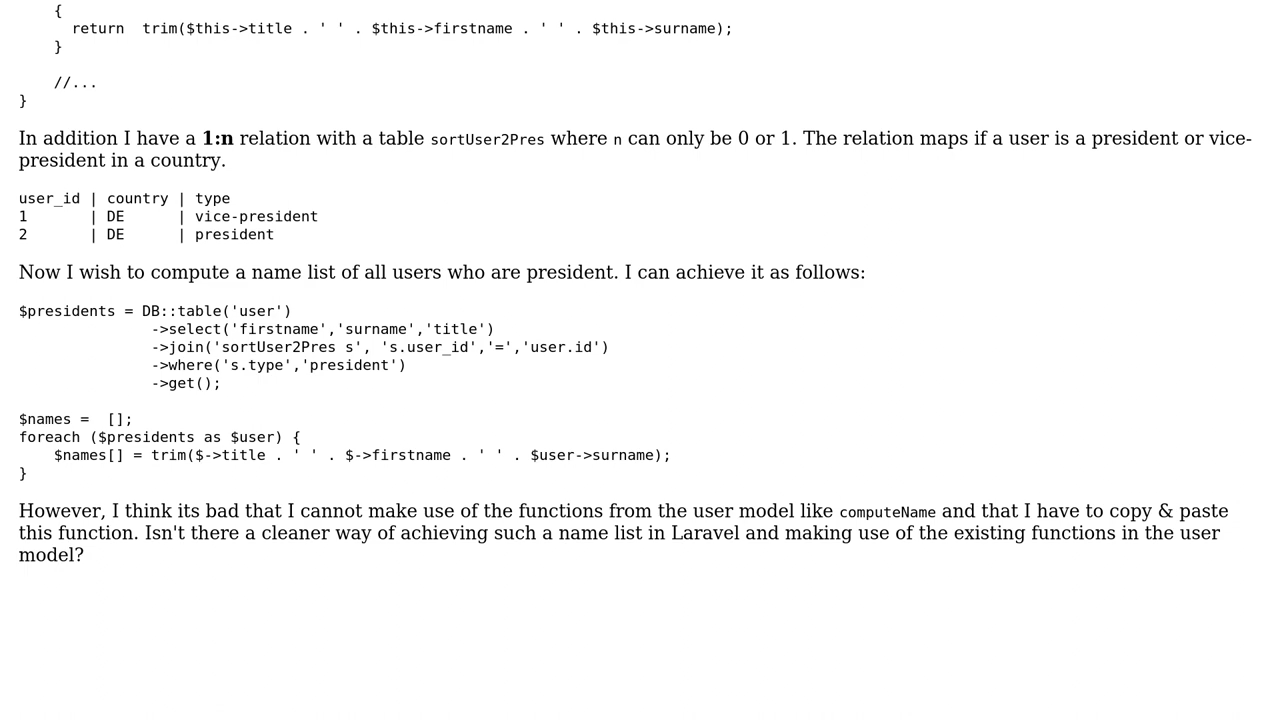 {
return  trim($this->title . ' ' . $this->firstname . ' ' . $this->surname);
}
//...
}
In addition I have a 1:n relation with a table sortUser2Pres where n can only be 0 or 1. The relation maps if a user is a president or vice-
president in a country.
user_id | country | type
1       | DE      | vice-president
2       | DE      | president
Now I wish to compute a name list of all users who are president. I can achieve it as follows:
$presidents = DB::table('user')
->select('firstname','surname','title')
->join('sortUser2Pres s', 's.user_id','=','user.id')
->where('s.type','president')
->get();
$names =  [];
foreach ($presidents as $user) {
$names[] = trim($->title . ' ' . $->firstname . ' ' . $user->surname);
}
However, I think its bad that I cannot make use of the functions from the user model like computeName and that I have to copy & paste
this function. Isn't there a cleaner way of achieving such a name list in Laravel and making use of the existing functions in the user
model?